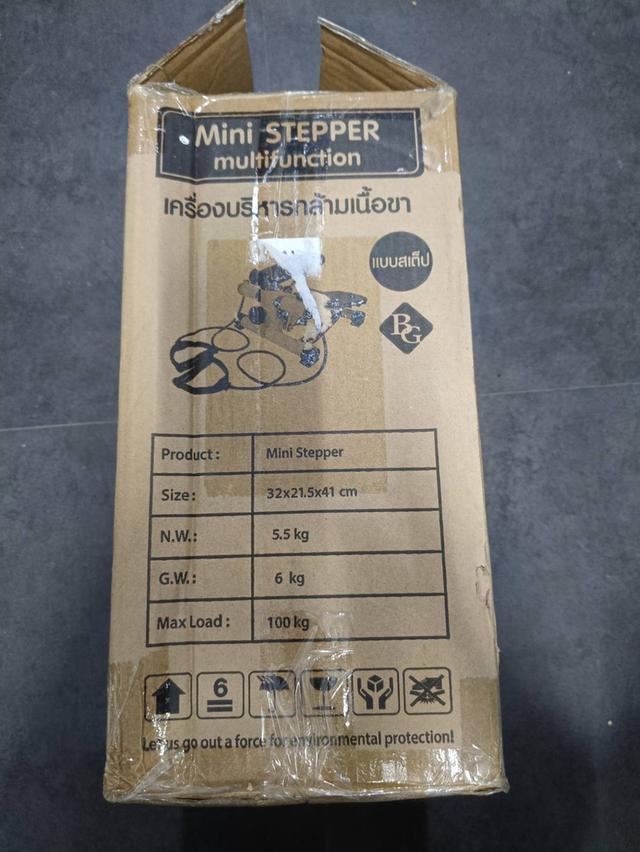 Mini STEPPER
multifunction
เครื่องบริหารกล้ามเนื้อขา
แบบสเต็ป
BG
Product : Mini Stepper
Size : 32x21.5x41 cm
N.W. : 5.5 kg
G.W. : 6 kg
Max Load : 100 kg
6
Let us go out a force for environmental protection!